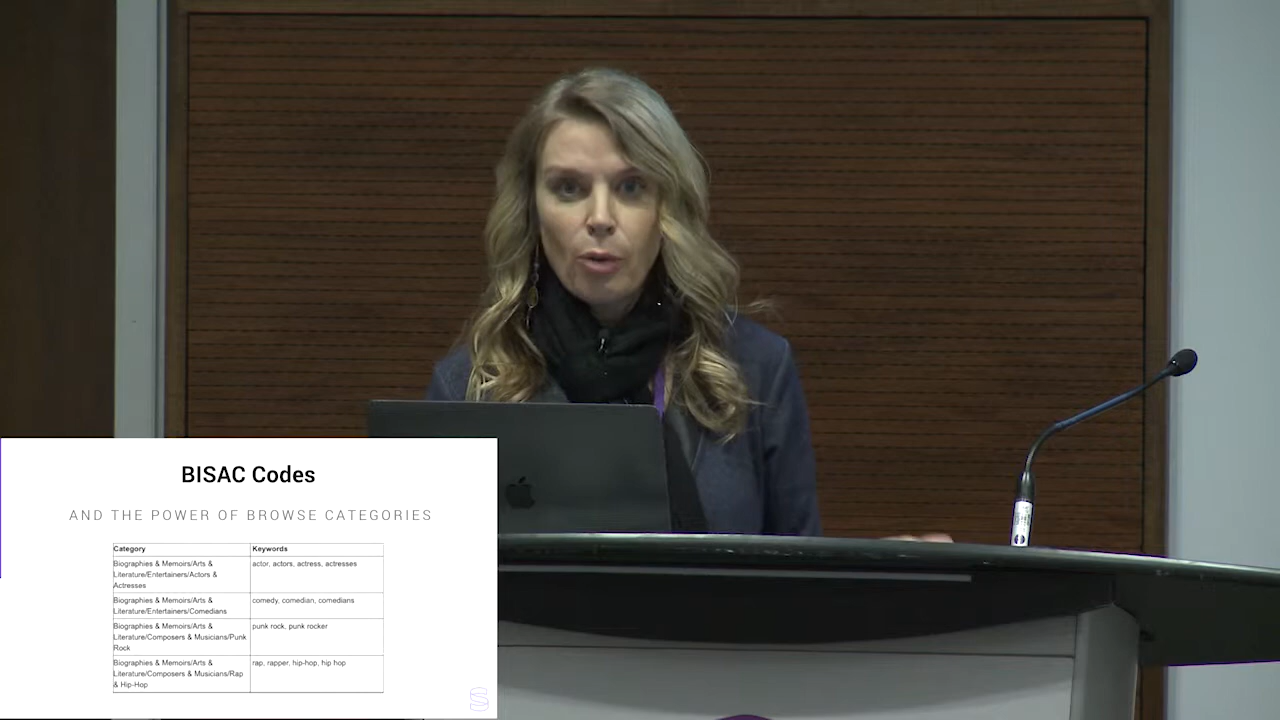 BISAC Codes
AND THE POWER OF BROWSE CATEGORIES
Category Keywords
Biographies & Memoirs/Arts & actor, actors, actress, actresses
Literature/Entertainers/Actors &
Actresses
Biographies & Memoirs/Arts & comedy, comedian, comedians
Literature/Entertainers/Comedians
Biographies & Memoirs/Arts & punk rock, punk rocker
Literature/Composers & Musicians/Punk
Rock
Biographies & Memoirs/Arts & rap, rapper, hip-hop, hip hop
Literature/Composers & Musicians/Rap
& Hip-Hop
S